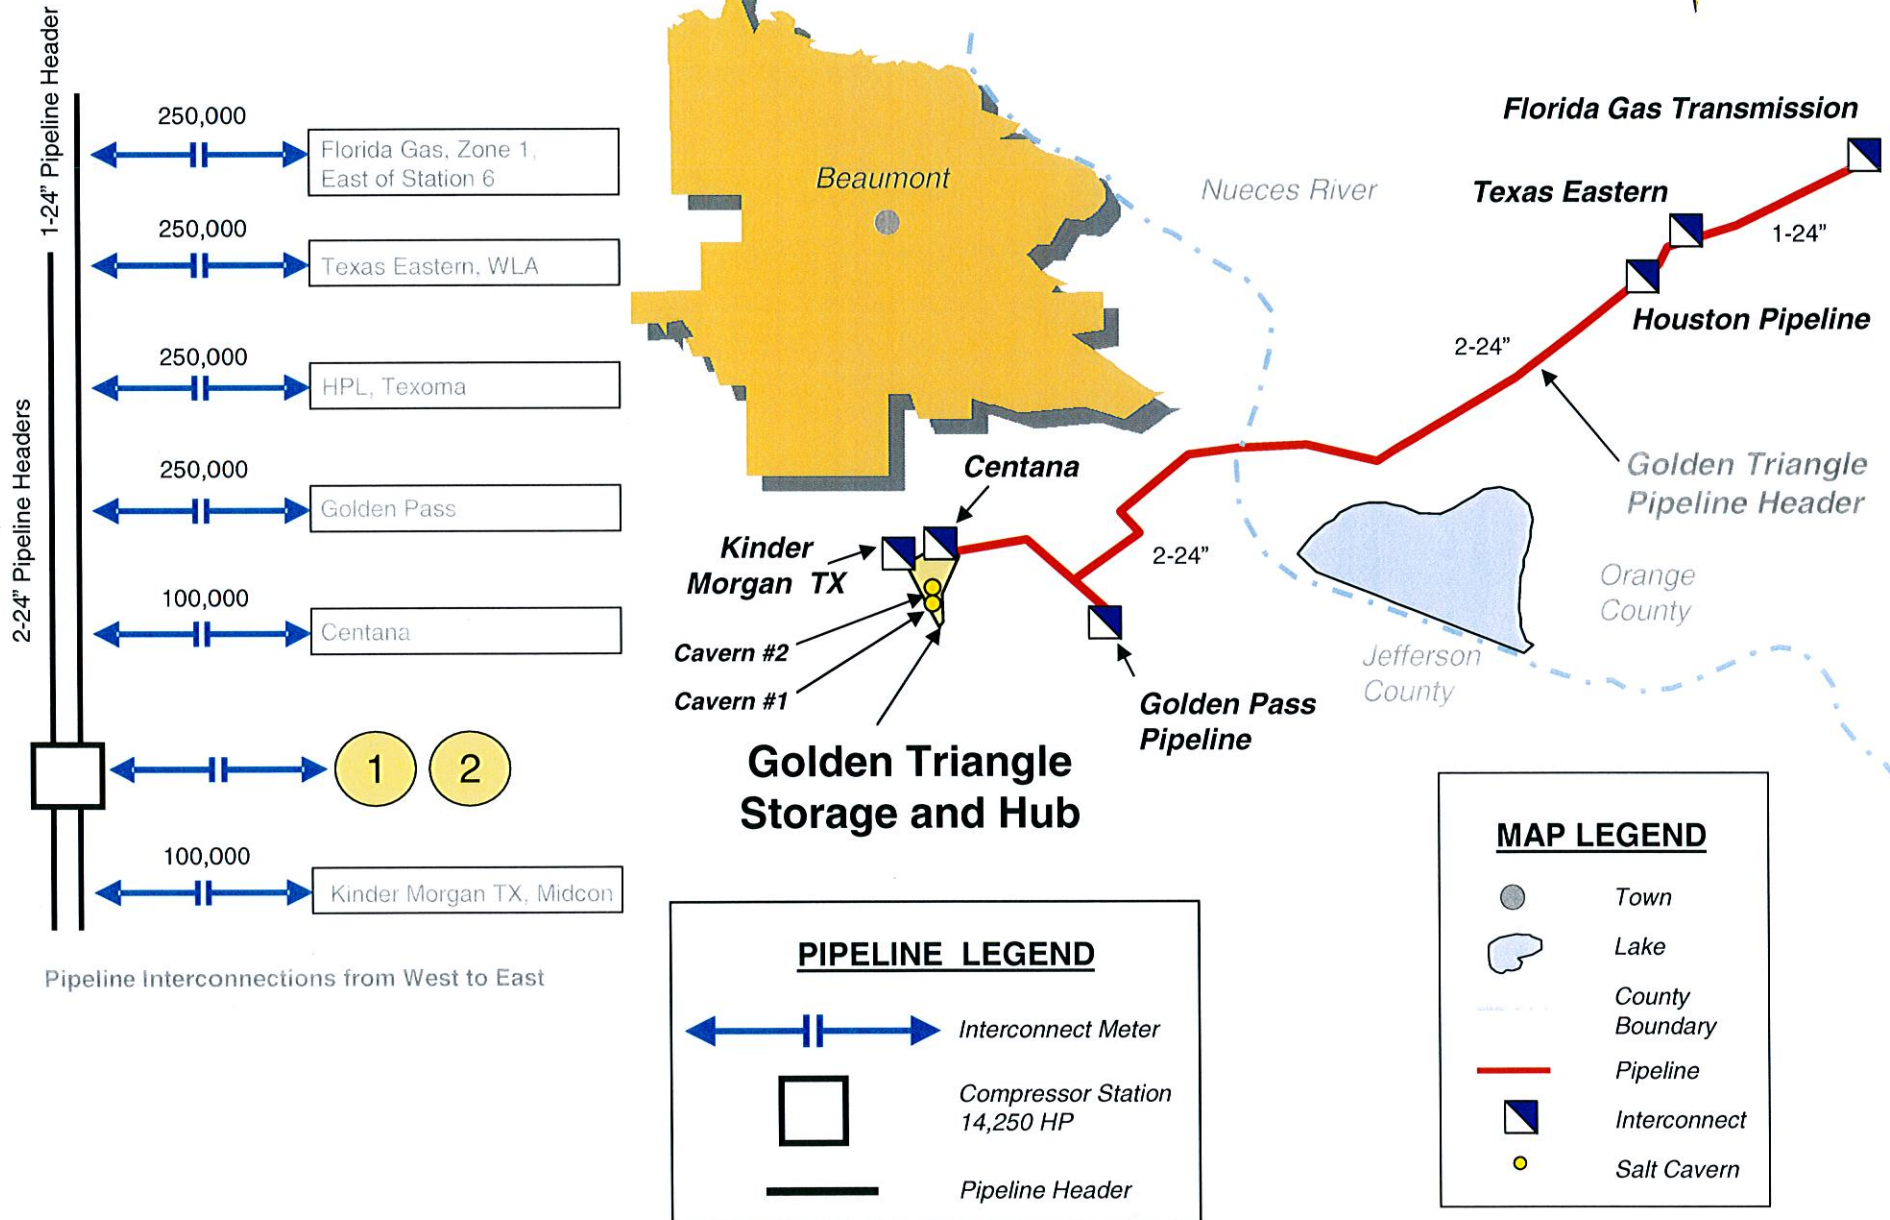 1-24” Pipeline Header
2-24” Pipeline Headers
250,000
Florida Gas, Zone 1,
East of Station 6
250,000
Texas Eastern, WLA
250,000
HPL, Texoma
250,000
Golden Pass
100,000
Centana
1
2
100,000
Kinder Morgan TX, Midcon
Pipeline Interconnections from West to East
Beaumont
Nueces River
Florida Gas Transmission
Texas Eastern
1-24”
Houston Pipeline
2-24”
Golden Triangle
Pipeline Header
Centana
Kinder
Morgan TX
2-24”
Orange
County
Jefferson
County
Cavern #2
Cavern #1
Golden Pass
Pipeline
Golden Triangle
Storage and Hub
PIPELINE LEGEND
Interconnect Meter
Compressor Station
14,250 HP
Pipeline Header
MAP LEGEND
Town
Lake
County
Boundary
Pipeline
Interconnect
Salt Cavern